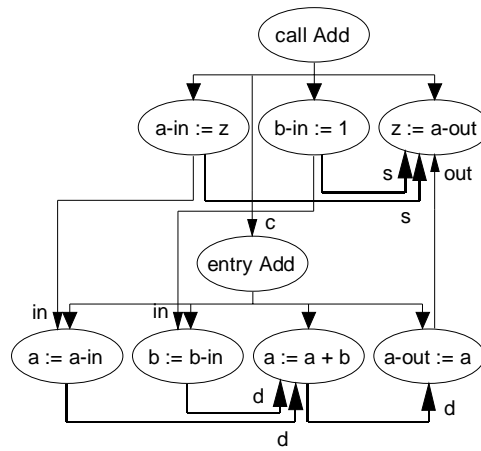 call Add
a-in := z
b-in := 1
z := a-out
s
out
s
c
entry Add
in
in
a := a-in
b := b-in
a := a + b
a-out := a
d
d
d